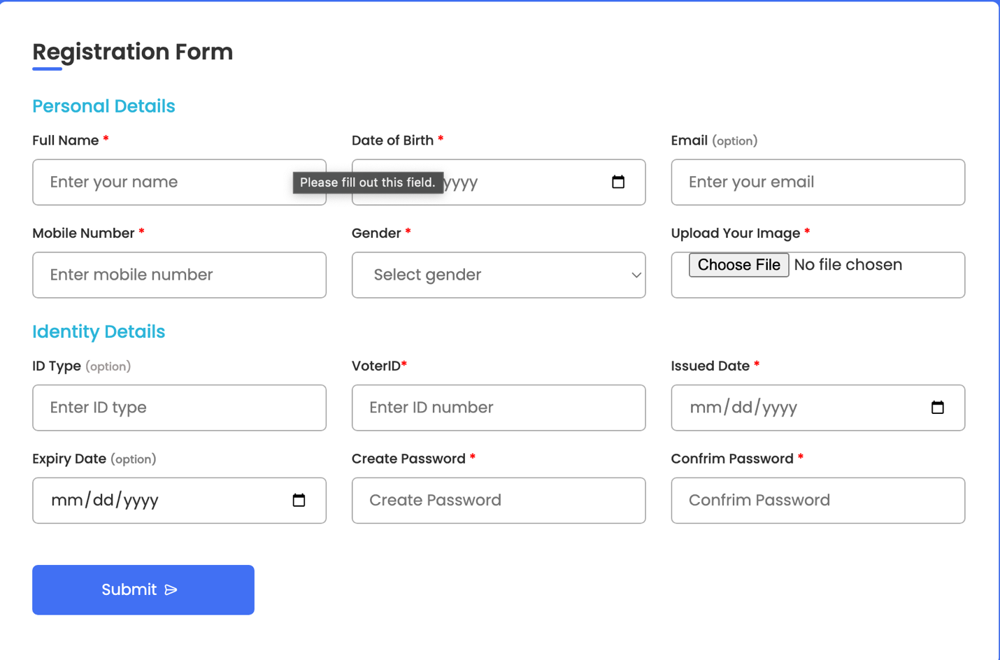 Registration Form
Personal Details
Full Name *
Date of Birth *
Email (option)
Enter your name
Please fill out this field.
yyyy
Enter your email
Mobile Number *
Gender *
Upload Your Image *
Enter mobile number
Select gender
Choose File No file chosen
Identity Details
ID Type (option)
VoterID*
Issued Date *
Enter ID type
Enter ID number
mm/dd/yyyy
Expiry Date (option)
Create Password *
Confrim Password *
mm/dd/yyyy
Create Password
Confrim Password
Submit